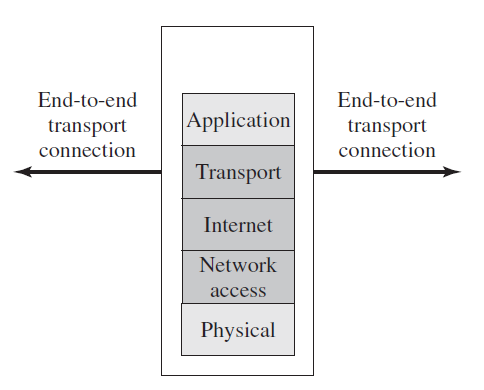 End-to-end
transport
connection
Application
Transport
Internet
Network
access
Physical
End-to-end
transport
connection